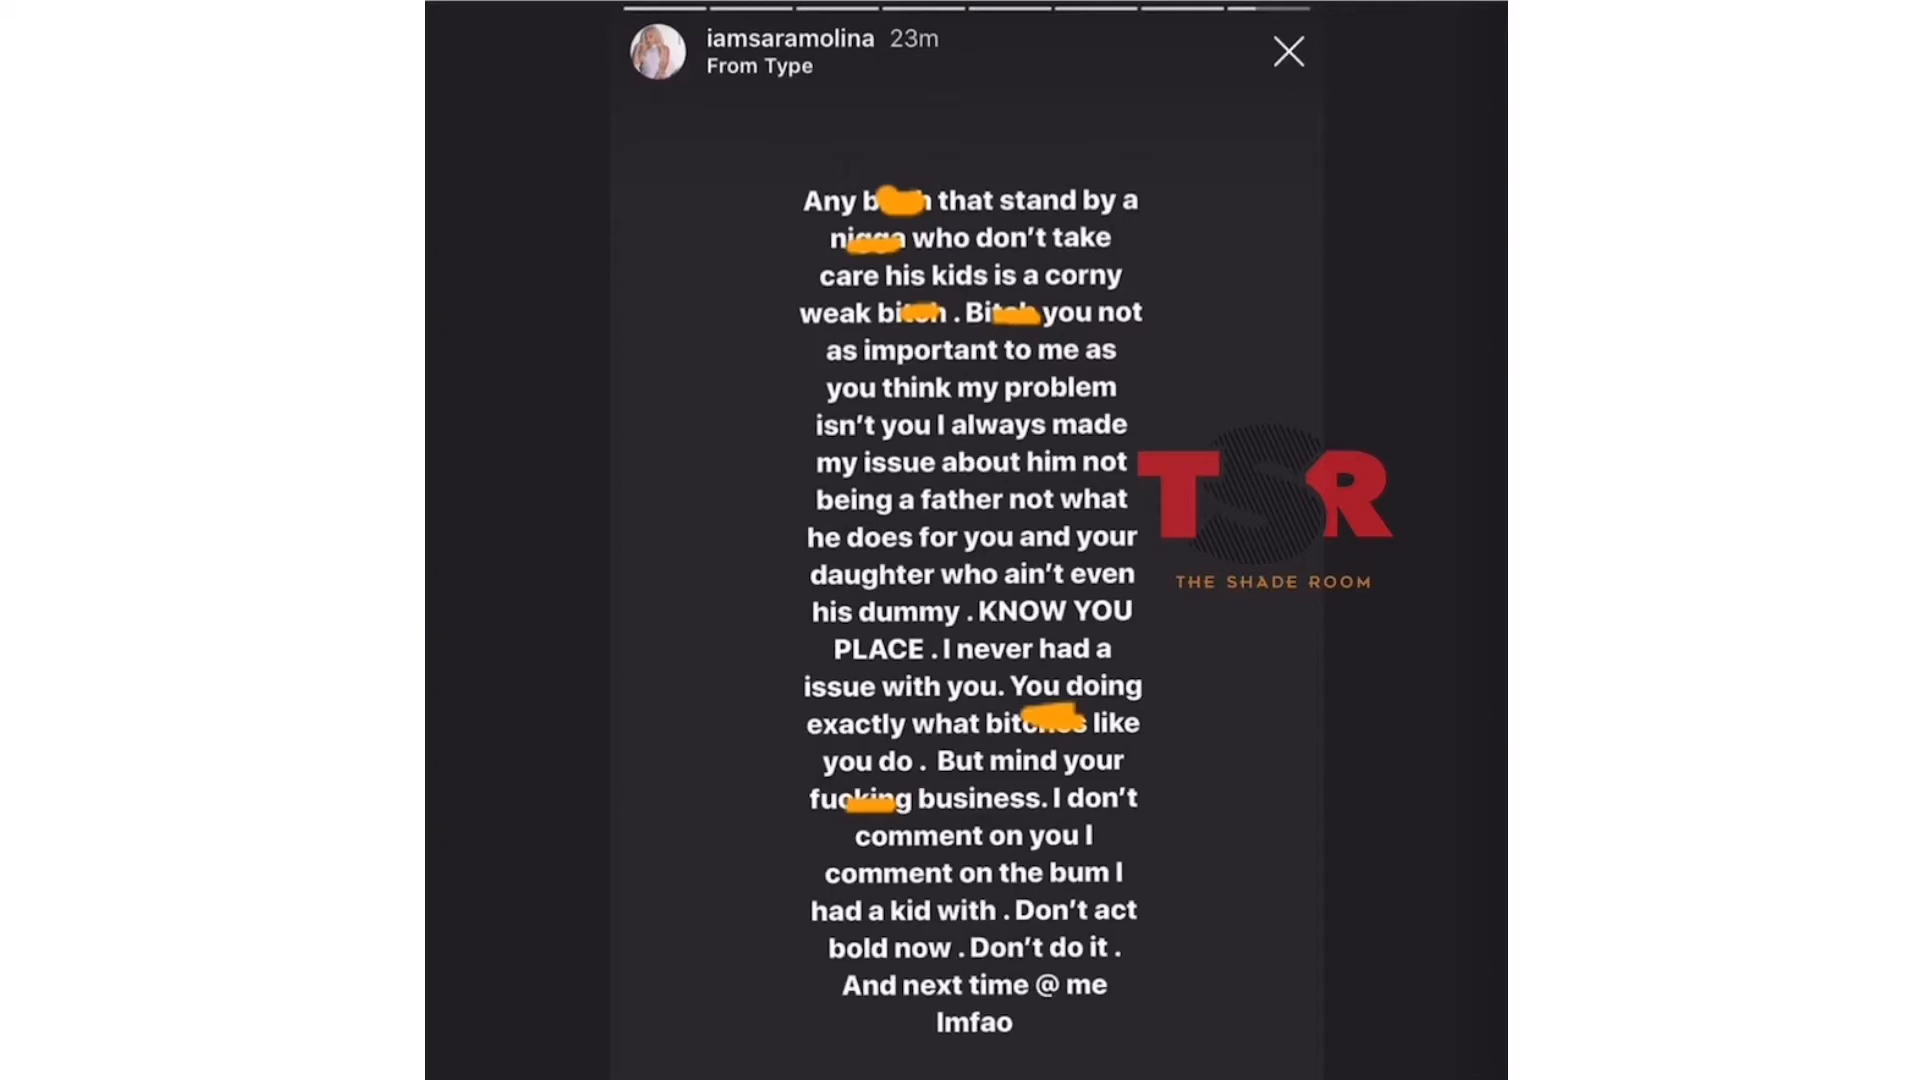 iamsaramolina 23m
From Type
Any b h that stand by a
nigga who don’t take
care his kids is a corny
weak bitch . Bitch you not
as important to me as
you think my problem
isn’t you I always made
my issue about him not
being a father not what
he does for you and your
daughter who ain’t even
his dummy . KNOW YOU
PLACE . I never had a
issue with you. You doing
exactly what bitches like
you do . But mind your
fucking business. I don’t
comment on you I
comment on the bum I
had a kid with . Don’t act
bold now . Don’t do it .
And next time @ me
lmfao
TSR
THE SHADE ROOM